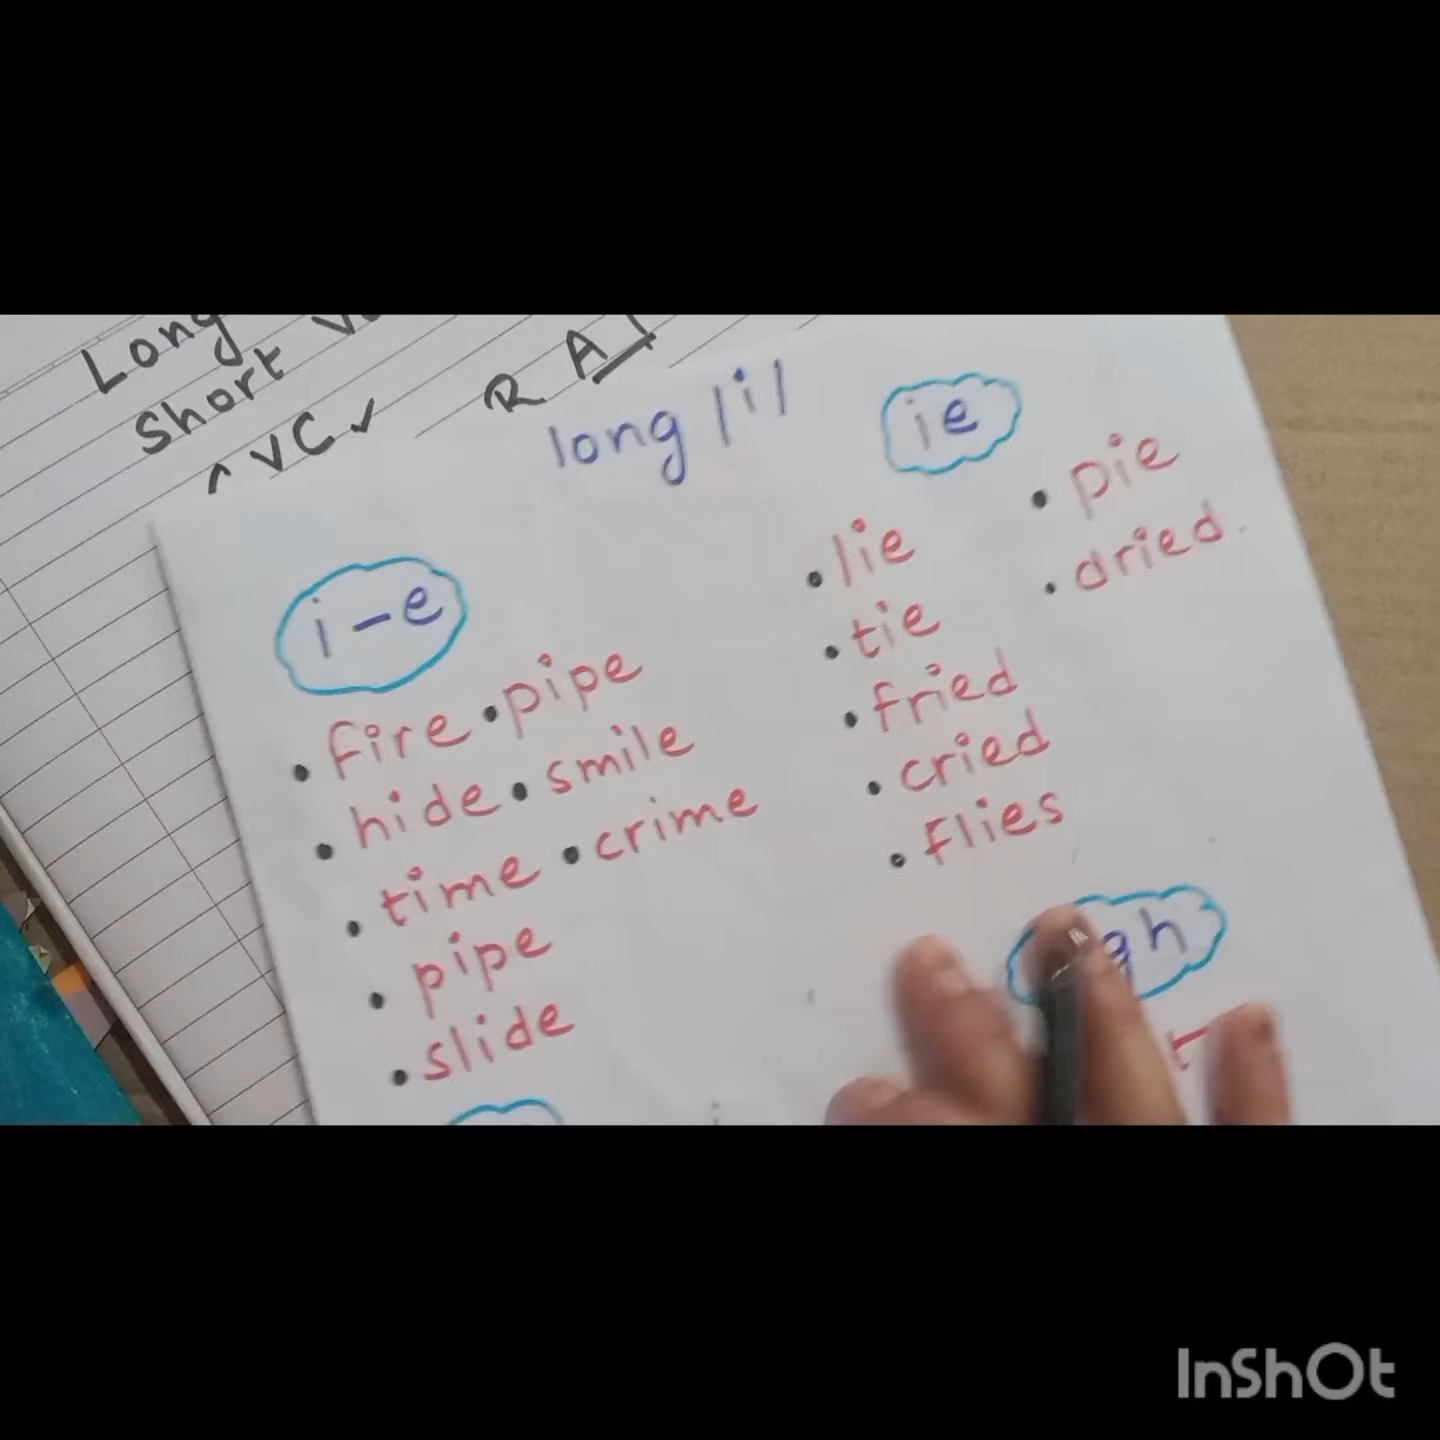 Long
Short
VC ✓
R A I
long /i/
i-e
• fire • pipe
• hide • smile
• time • crime
• pipe
• slide
ie
• lie
• tie
• fried
• cried
• flies
• pie
• dried.
gh
InShOt